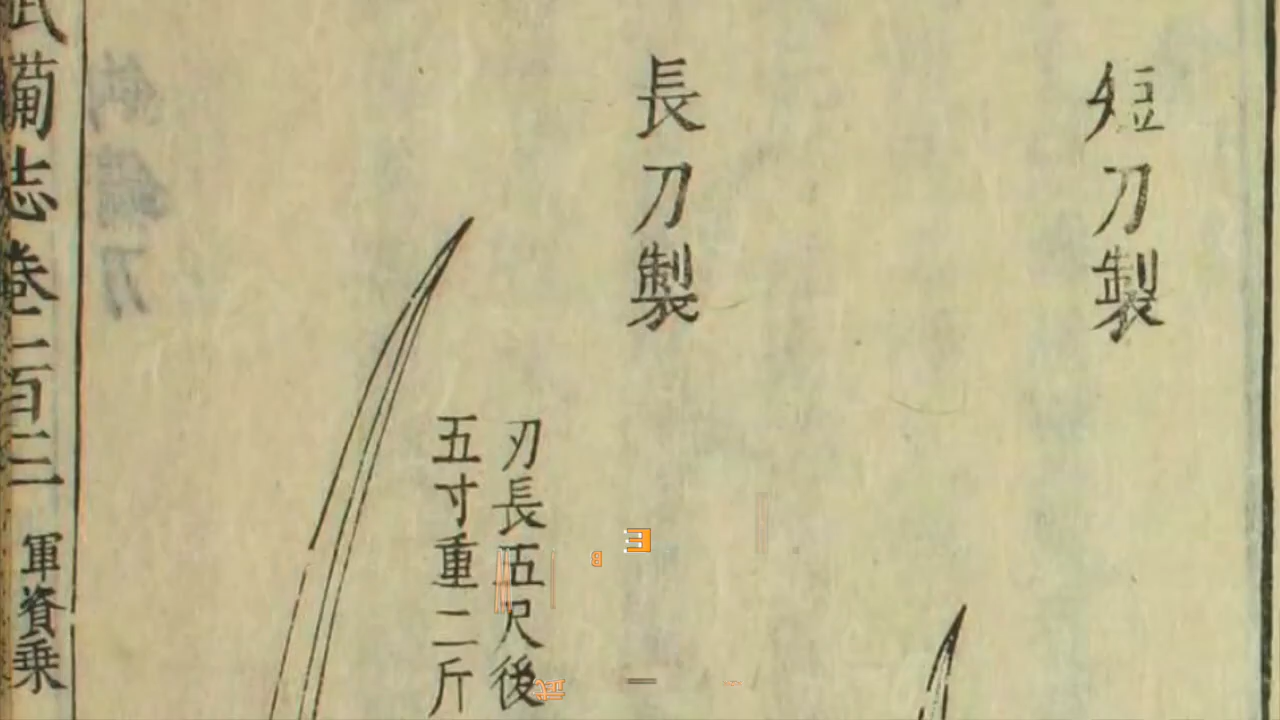 短刀製
長刀製
刃長五尺後
五寸重二斤
武備志卷二百三 軍資乗